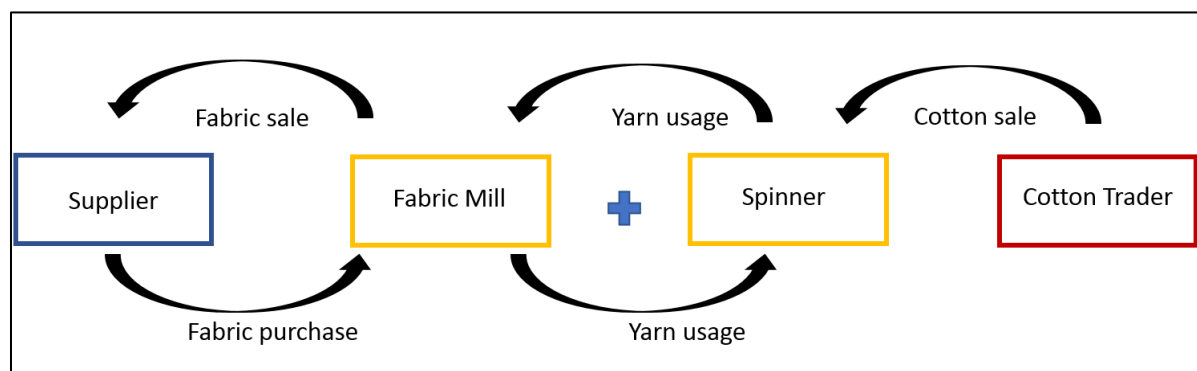 Fabric sale
Yarn usage
Cotton sale
Supplier
Fabric Mill
Spinner
Cotton Trader
Fabric purchase
Yarn usage